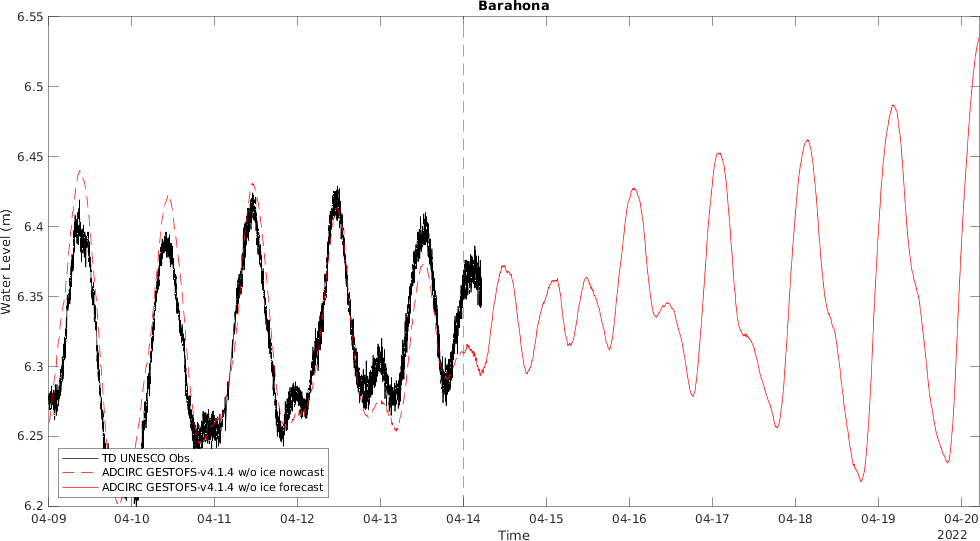 Barahona
6.55
6.5
6.45
6.4
6.35
6.3
6.25
6.2
Water Level (m)
TD UNESCO Obs.
ADCIRC GESTOFS-v4.1.4 w/o ice nowcast
ADCIRC GESTOFS-v4.1.4 w/o ice forecast
04-09 04-10 04-11 04-12 04-13 04-14 04-15 04-16 04-17 04-18 04-19 04-20
Time
2022